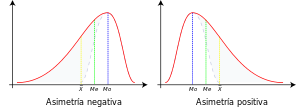 X̄ Me Mo
Mo Me X̄
Asimetría negativa
Asimetría positiva